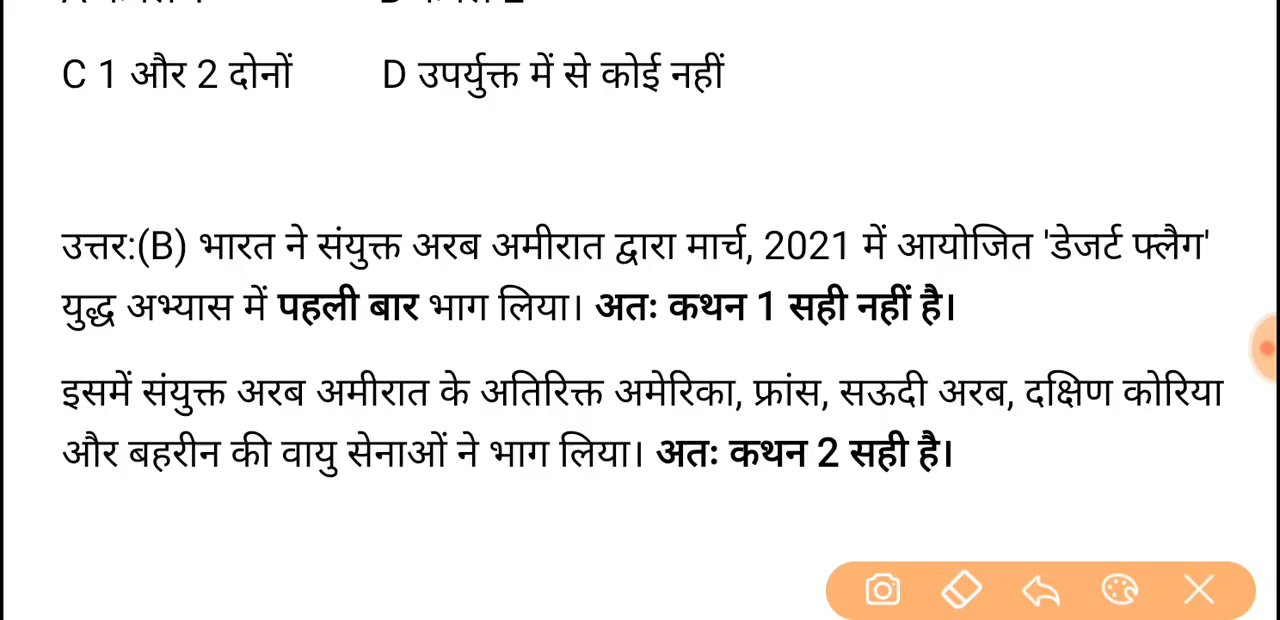 C 1 और 2 दोनों D उपर्युक्त में से कोई नहीं
उत्तर:(B) भारत ने संयुक्त अरब अमीरात द्वारा मार्च, 2021 में आयोजित 'डेजर्ट फ्लैग'
युद्ध अभ्यास में पहली बार भाग लिया। अतः कथन 1 सही नहीं है।
इसमें संयुक्त अरब अमीरात के अतिरिक्त अमेरिका, फ्रांस, सऊदी अरब, दक्षिण कोरिया
और बहरीन की वायु सेनाओं ने भाग लिया। अतः कथन 2 सही है।